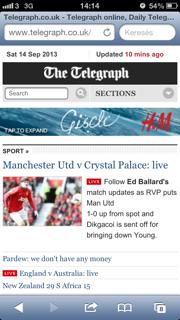 3 3G 14:14 54%
Telegraph.co.uk - Telegraph online, Daily Teleg...
www.telegraph.co.uk/ Keresés
Sat 14 Sep 2013 Updated 10 mins ago
The Telegraph
Search SECTIONS
Gisele H&M
TAP TO EXPAND
SPORT »
Manchester Utd v Crystal Palace: live
LIVE Follow Ed Ballard's
match updates as RVP puts
Man Utd
1-0 up from spot and
Dikgacoi is sent off for
bringing down Young.
Pardew: we don't have any money
LIVE England v Australia: live
New Zealand 29 S Africa 15
8